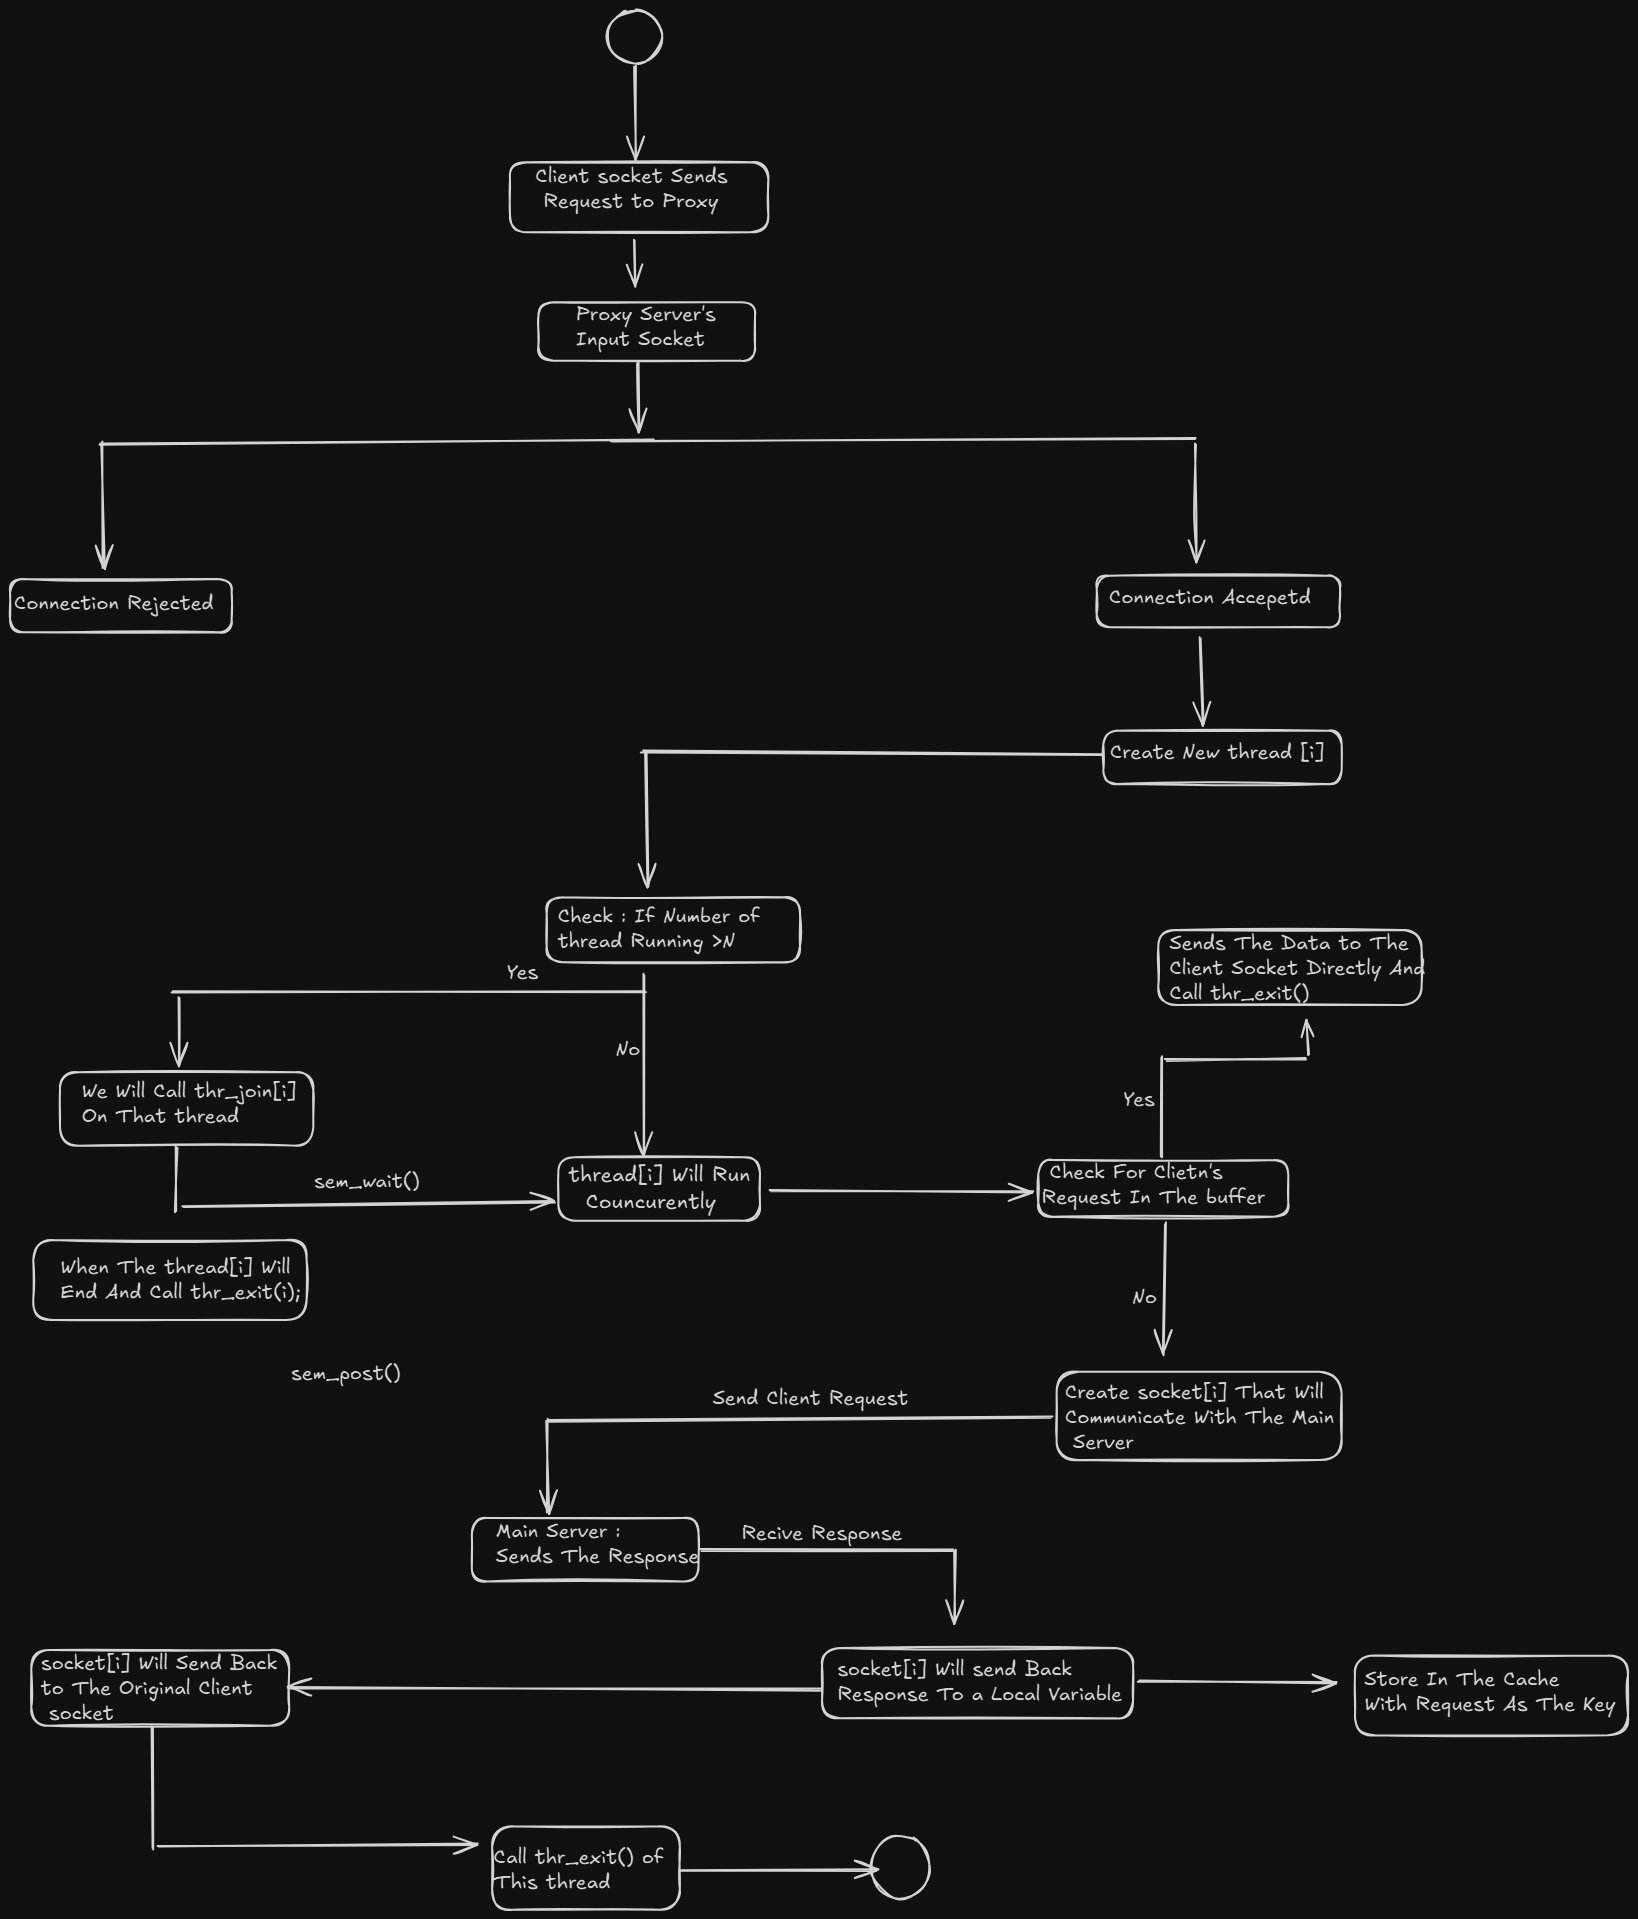 Client socket Sends
Request to Proxy
Proxy Server's
Input Socket
Connection Rejected
Connection Accepetd
Create New thread [i]
Check : If Number of
thread Running >N
Sends The Data to The
Client Socket Directly And
Call thr_exit()
Yes
No
We Will Call thr_join[i]
On That thread
Yes
sem_wait()
thread[i] Will Run
Councurently
Check For Clietn's
Request In The buffer
When The thread[i] Will
End And Call thr_exit(i);
No
sem_post()
Send Client Request
Create socket[i] That Will
Communicate With The Main
Server
Main Server :
Sends The Response
Recive Response
socket[i] Will Send Back
to The Original Client
socket
socket[i] Will send Back
Response To a Local Variable
Store In The Cache
With Request As The Key
Call thr_exit() of
This thread